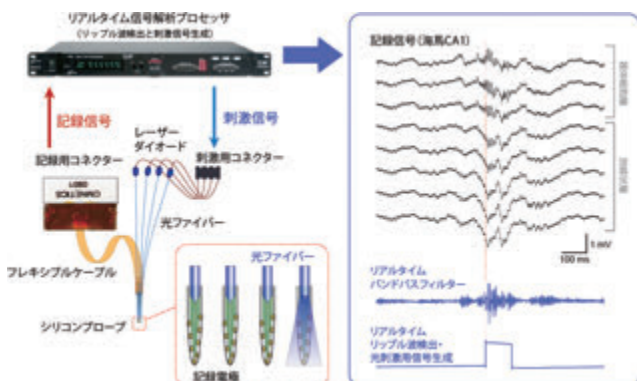 リアルタイム信号解析プロセッサ
(リップル波検出と刺激信号生成)
記録信号
刺激信号
レーザー
ダイオード
記録用コネクター
刺激用コネクター
OMNETICS
光ファイバー
フレキシブルケーブル
シリコンプローブ
光ファイバー
記録電極
記録信号(海馬CA1)
1 mV
100 ms
リアルタイム
バンドパスフィルター
リアルタイム
リップル波検出・
光刺激用信号生成